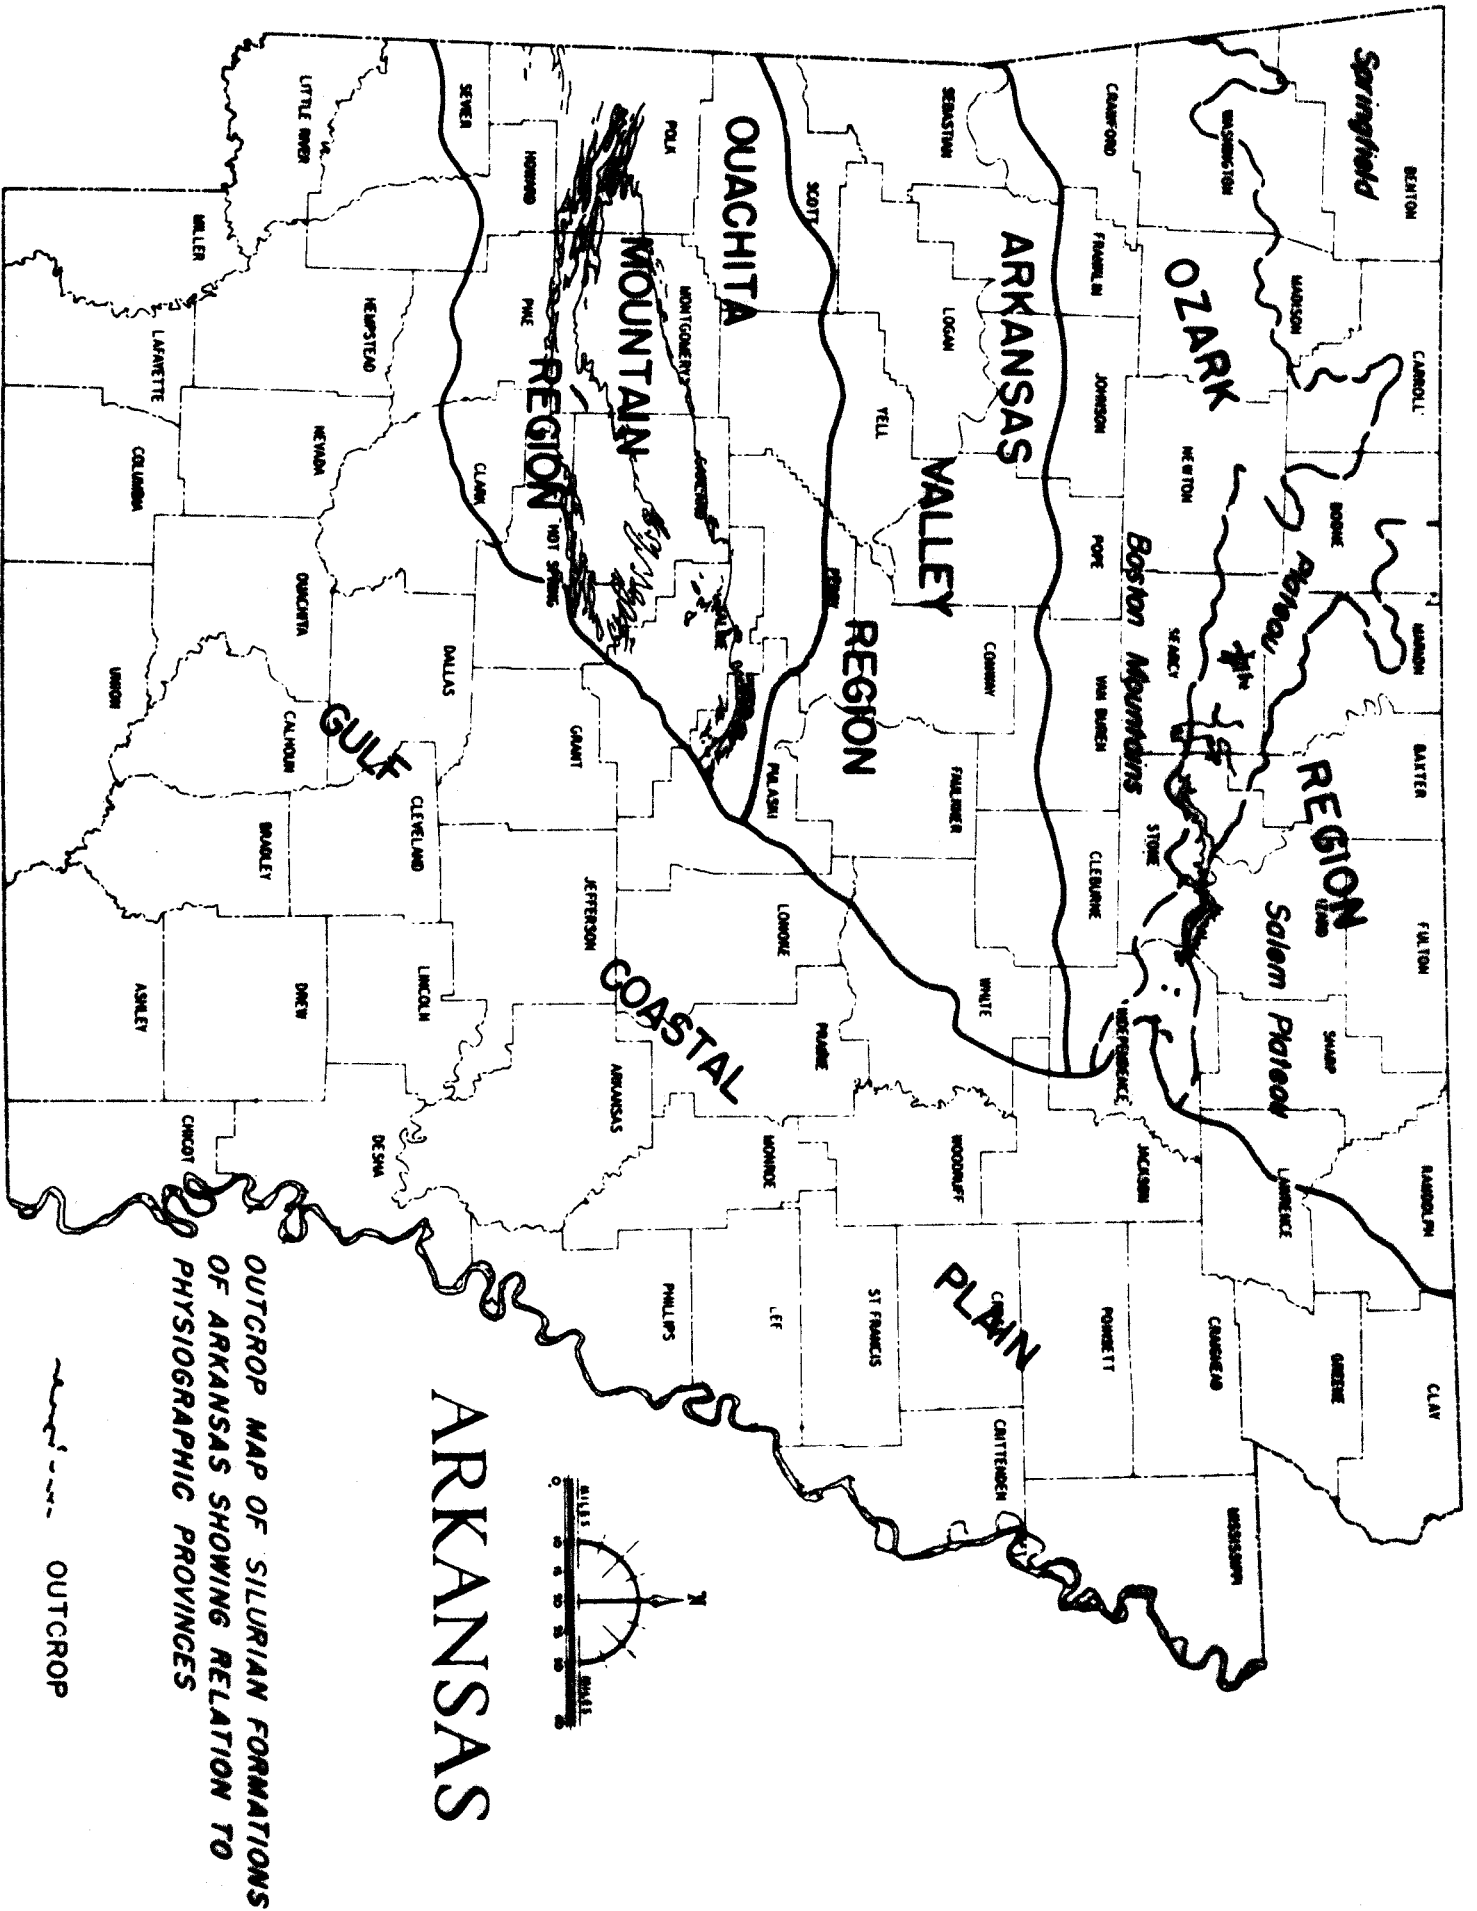 BENTON
CARROLL
BOONE
MARION
BAXTER
FULTON
RANDOLPH
CLAY
Springfield
Plateau
Salem Plateau
OZARK
REGION
WASHINGTON
MADISON
NEWTON
SEARCY
STONE
IZARD
SHARP
LAWRENCE
GREENE
Boston Mountains
CRAWFORD
FRANKLIN
JOHNSON
POPE
VAN BUREN
CLEBURNE
INDEPENDENCE
JACKSON
CRAIGHEAD
MISSISSIPPI
POINSETT
ARKANSAS
VALLEY
REGION
SEBASTIAN
LOGAN
YELL
CONWAY
FAULKNER
WHITE
WOODRUFF
CRITTENDEN
SCOTT
PERRY
PULASKI
LONOKE
PRAIRIE
MONROE
ST FRANCIS
LEE
PHILLIPS
OUACHITA
MOUNTAIN
REGION
POLK
MONTGOMERY
GARLAND
SALINE
HOT SPRING
GRANT
JEFFERSON
ARKANSAS
SEVIER
HOWARD
PIKE
CLARK
DALLAS
CLEVELAND
LINCOLN
DESHA
LITTLE RIVER
HEMPSTEAD
NEVADA
OUACHITA
CALHOUN
BRADLEY
DREW
CHICOT
MILLER
LAFAYETTE
COLUMBIA
UNION
ASHLEY
GULF
COASTAL
PLAIN
N
MILES
MILES
ARKANSAS
OUTCROP MAP OF SILURIAN FORMATIONS
OF ARKANSAS SHOWING RELATION TO
PHYSIOGRAPHIC PROVINCES
OUTCROP